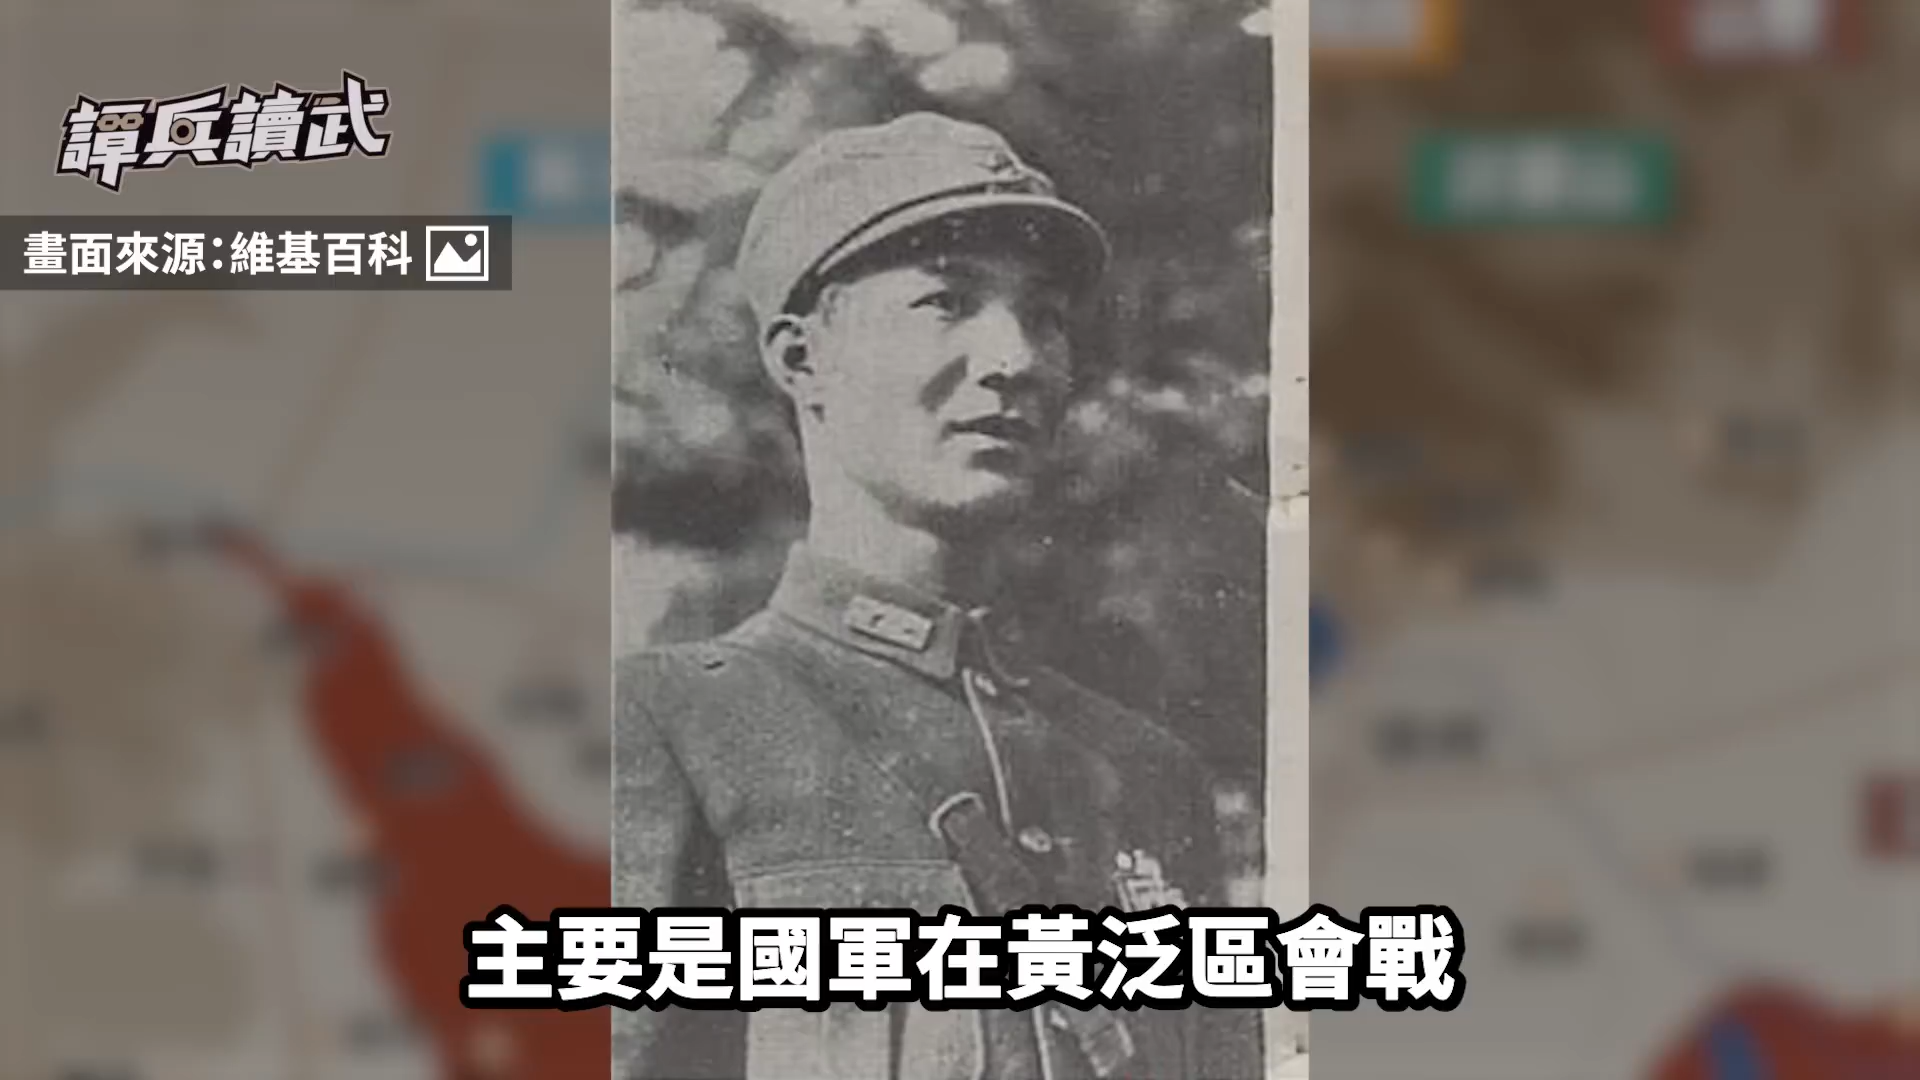 譚兵讀武
畫面來源：維基百科
主要是國軍在黃泛區會戰